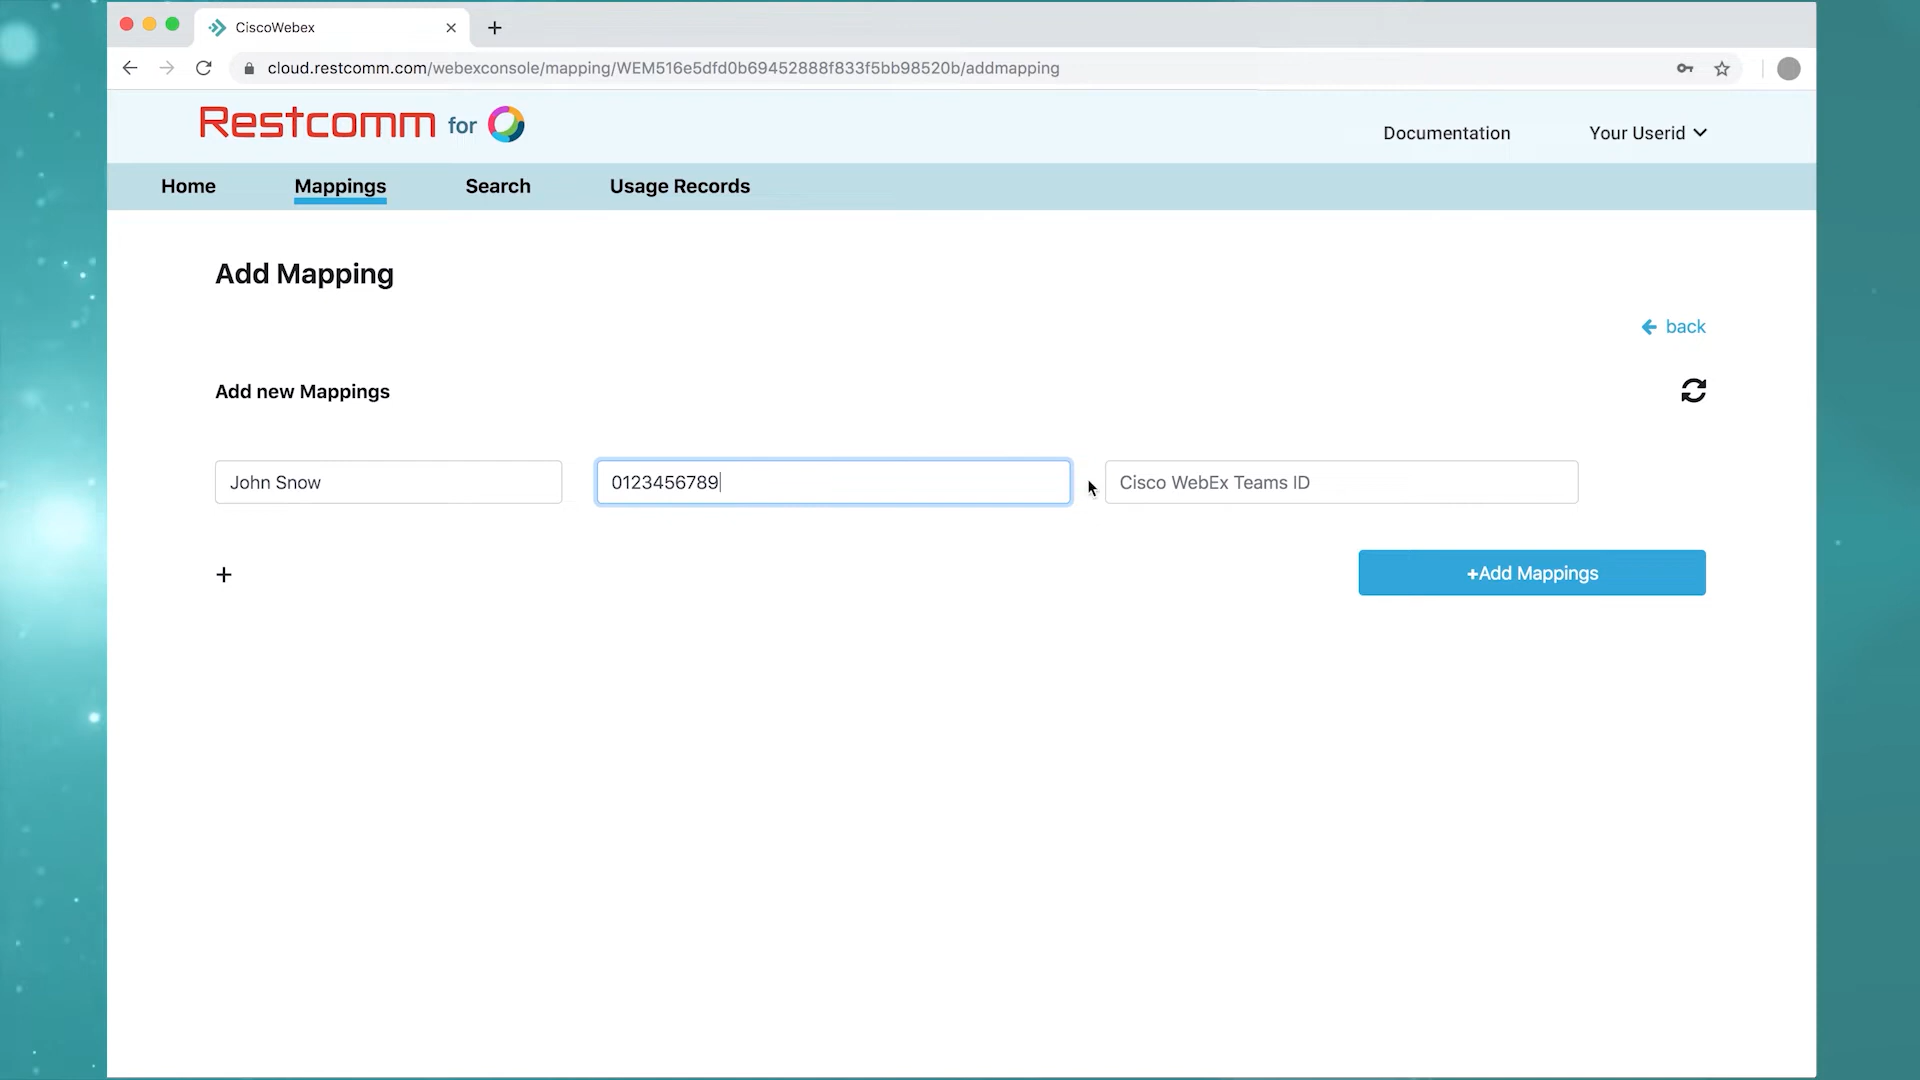 CiscoWebex
cloud.restcomm.com/webexconsole/mapping/WEM516e5dfd0b69452888f833f5bb98520b/addmapping
Restcomm for
Documentation
Your Userid
Home
Mappings
Search
Usage Records
Add Mapping
back
Add new Mappings
John Snow
0123456789
Cisco WebEx Teams ID
+
+Add Mappings